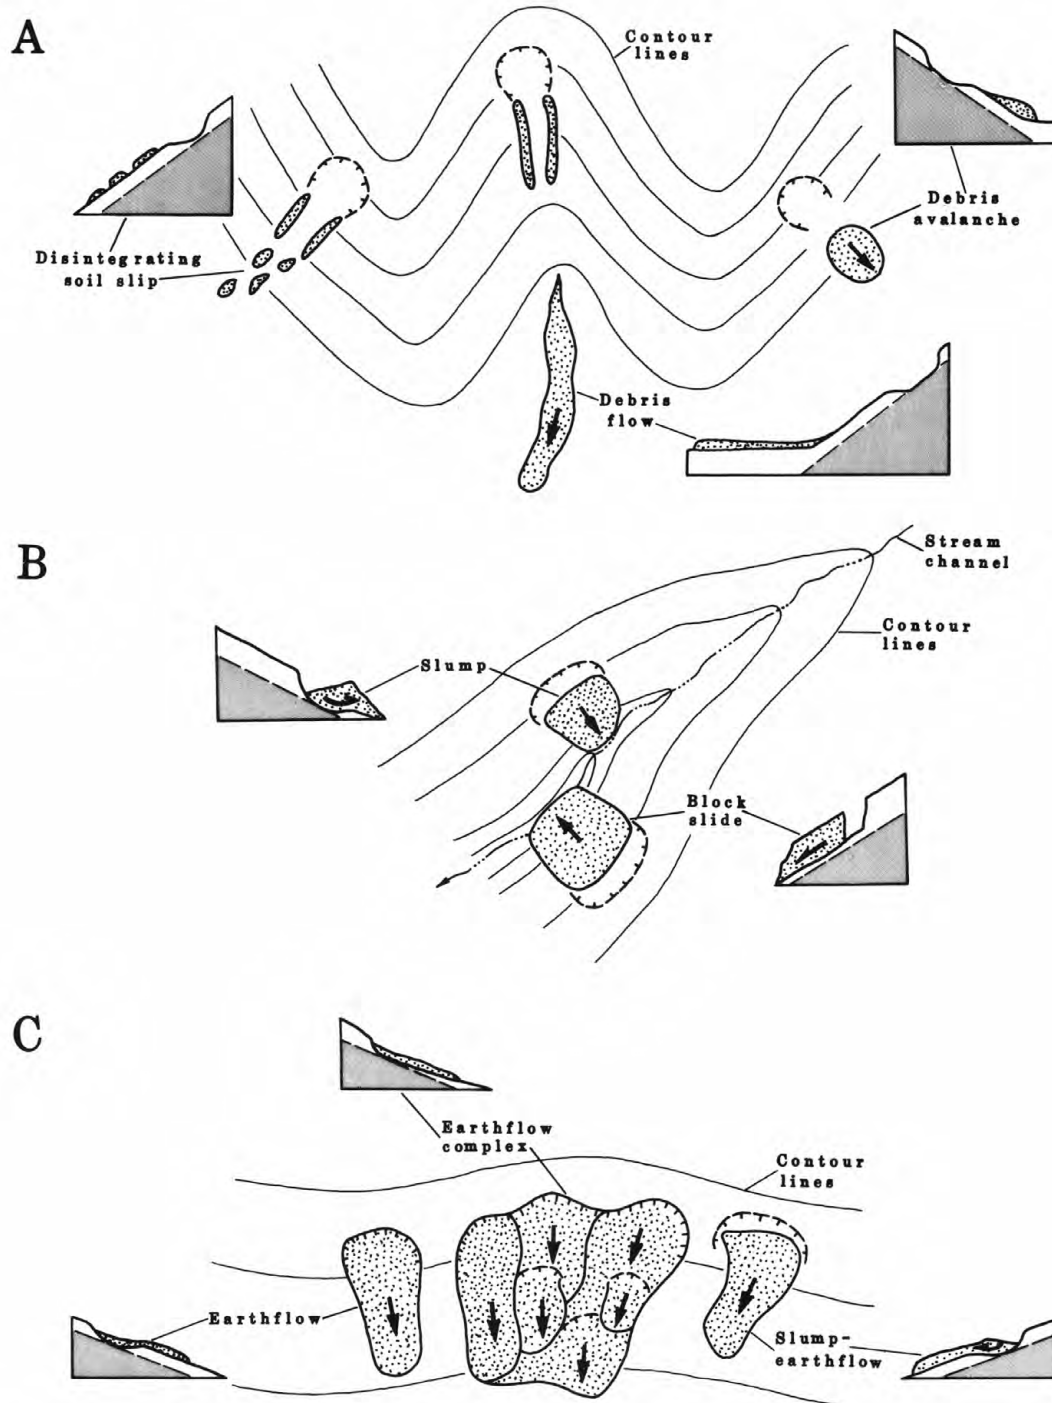 A
Contour
lines
Debris
avalanche
Disintegrating
soil slip
Debris
flow
B
Stream
channel
Contour
lines
Slump
Block
slide
C
Earthflow
complex
Contour
lines
Earthflow
Slump-
earthflow